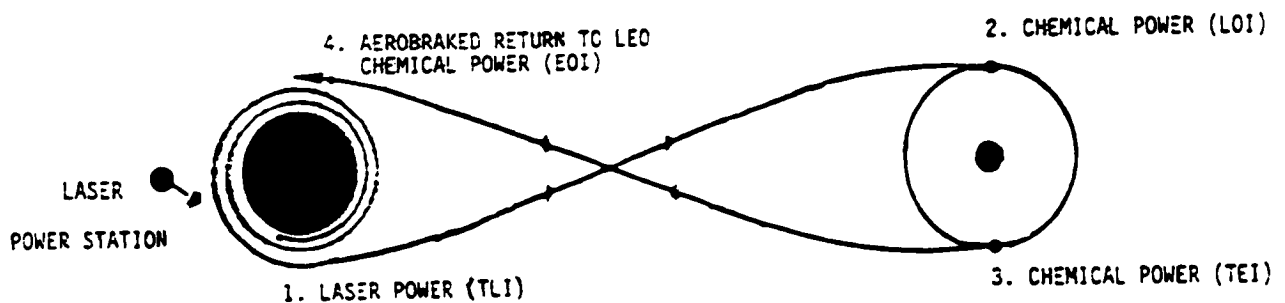 4. AEROBRAKED RETURN TO LEO
CHEMICAL POWER (EOI)
2. CHEMICAL POWER (LOI)
LASER
POWER STATION
1. LASER POWER (TLI)
3. CHEMICAL POWER (TEI)